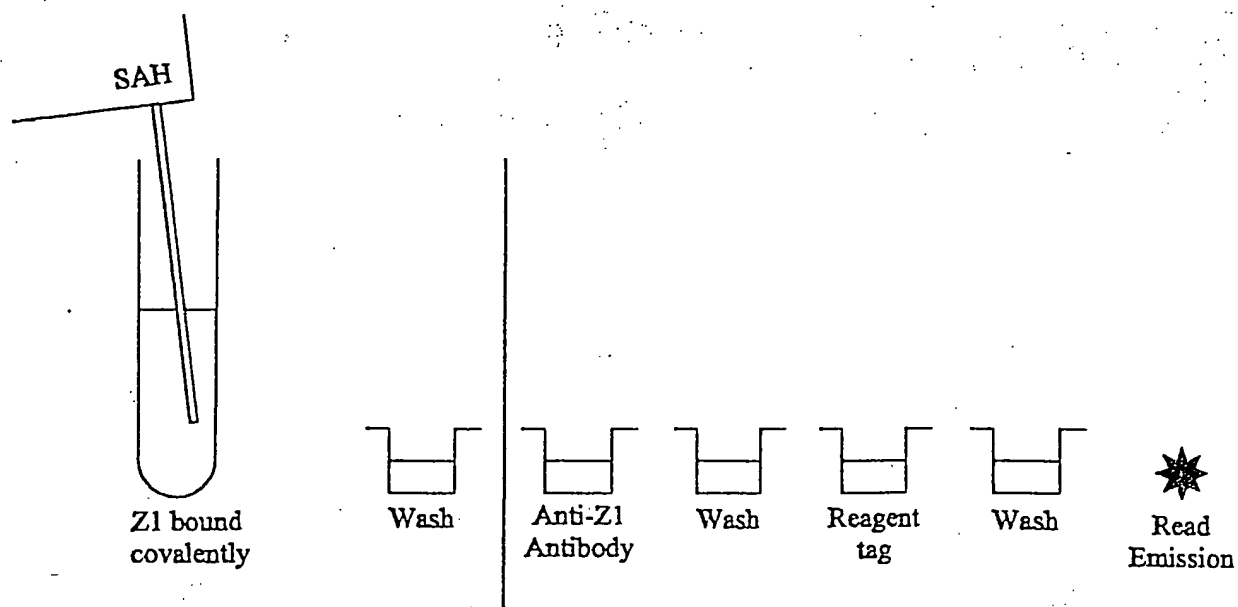 SAH
Z1 bound
covalently
Wash
Anti-Z1
Antibody
Wash
Reagent
tag
Wash
Read
Emission